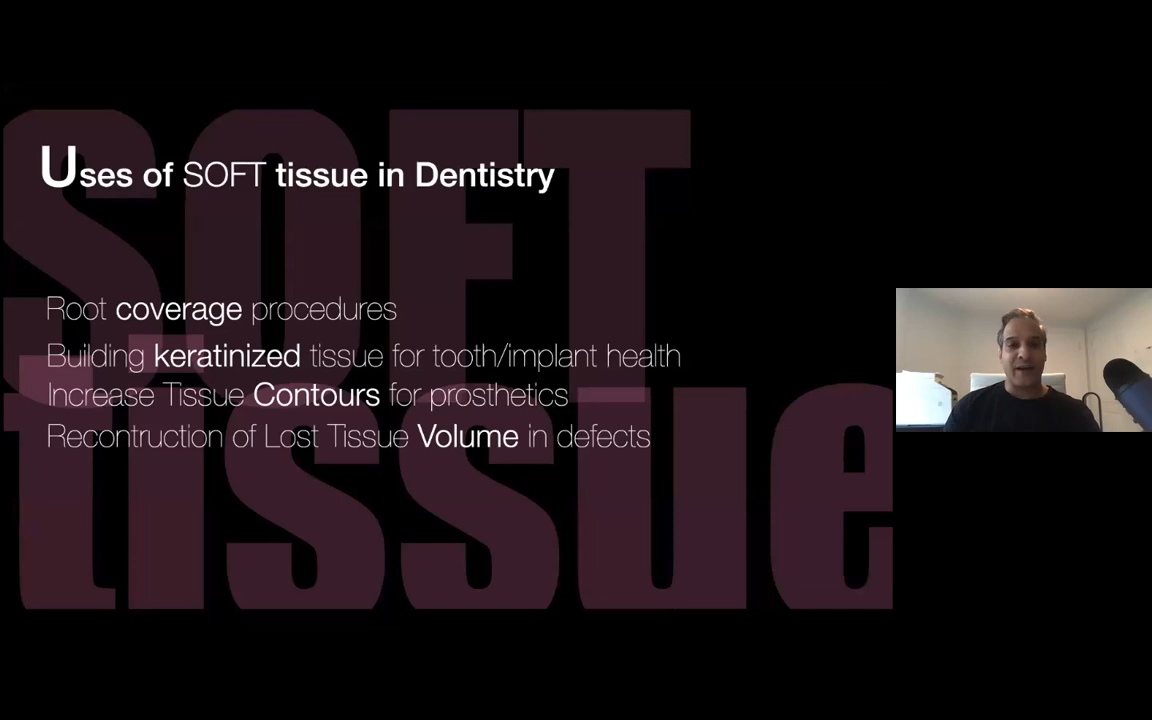 SOFT
tissue
Uses of SOFT tissue in Dentistry
Root coverage procedures
Building keratinized tissue for tooth/implant health
Increase Tissue Contours for prosthetics
Recontruction of Lost Tissue Volume in defects